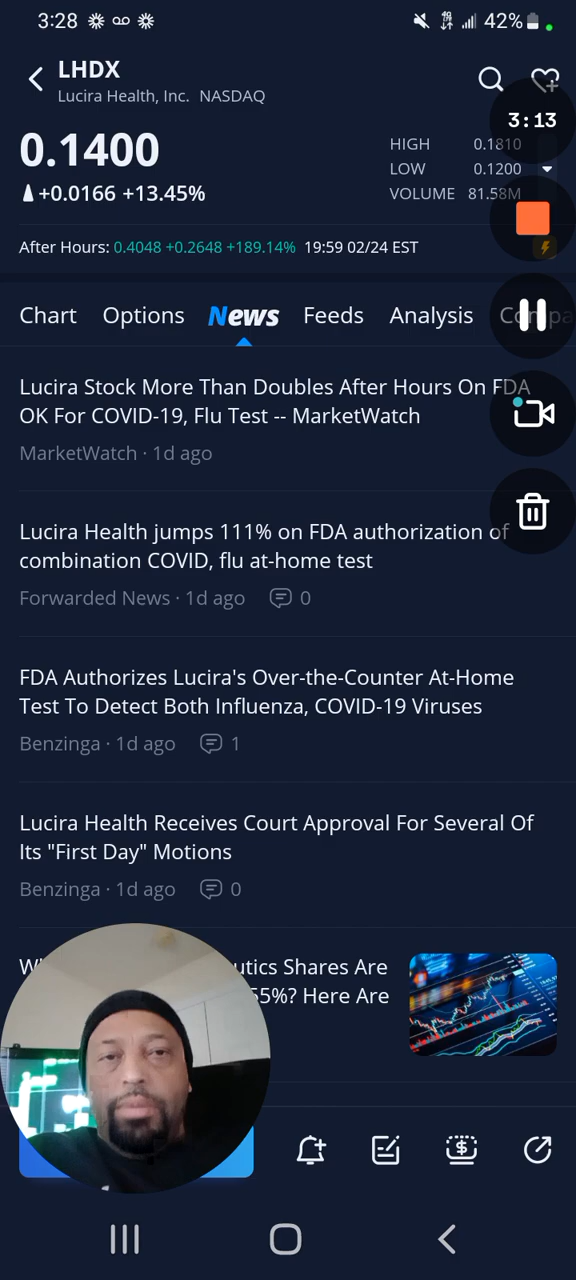 3:28
42%
LHDX
Lucira Health, Inc. NASDAQ
3:13
0.1400
+0.0166 +13.45%
HIGH 0.1810
LOW 0.1200
VOLUME 81.58M
After Hours: 0.4048 +0.2648 +189.14% 19:59 02/24 EST
Chart Options News Feeds Analysis
Lucira Stock More Than Doubles After Hours On FDA
OK For COVID-19, Flu Test -- MarketWatch
MarketWatch · 1d ago
Lucira Health jumps 111% on FDA authorization of
combination COVID, flu at-home test
Forwarded News · 1d ago 0
FDA Authorizes Lucira's Over-the-Counter At-Home
Test To Detect Both Influenza, COVID-19 Viruses
Benzinga · 1d ago 1
Lucira Health Receives Court Approval For Several Of
Its "First Day" Motions
Benzinga · 1d ago 0
Shares Are
Here Are